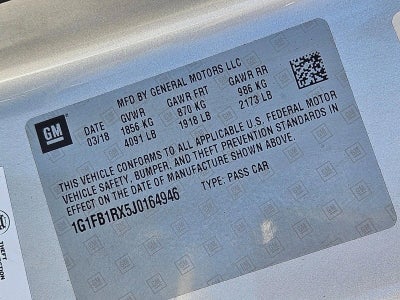 MFD BY GENERAL MOTORS LLC
GM
DATE GVWR GAWR FRT GAWR RR
03/18 1856 KG 870 KG 986 KG
4091 LB 1918 LB 2173 LB
THIS VEHICLE CONFORMS TO ALL APPLICABLE U.S. FEDERAL MOTOR
VEHICLE SAFETY, BUMPER, AND THEFT PREVENTION STANDARDS IN
EFFECT ON THE DATE OF MANUFACTURE SHOWN ABOVE.
1G1FB1RX5J0164946 TYPE: PASS CAR
THEFT